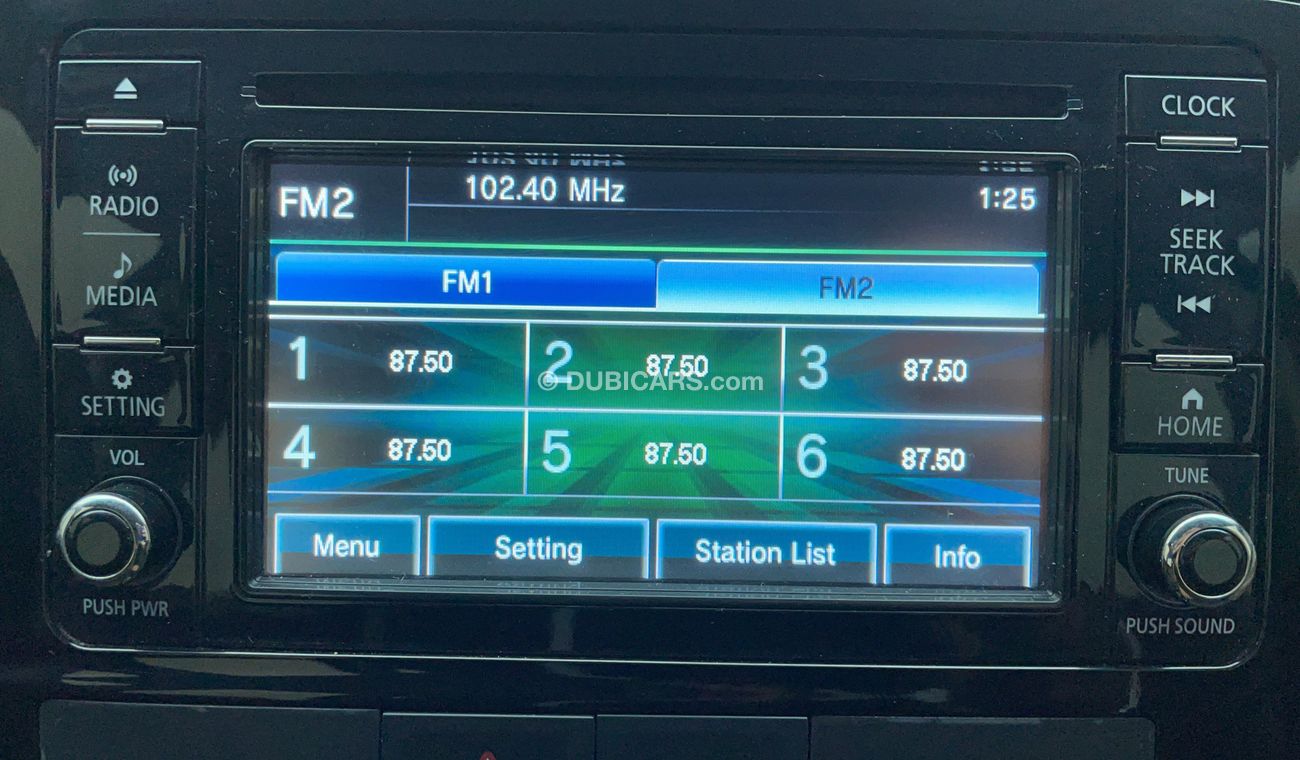 CLOCK
RADIO
MEDIA
SETTING
VOL
PUSH PWR
FM2
102.40 MHz
1:25
FM1 FM2
1 87.50 2 87.50 3 87.50
4 87.50 5 87.50 6 87.50
Menu Setting Station List Info
SEEK
TRACK
HOME
TUNE
PUSH SOUND
© DUBICARS.com